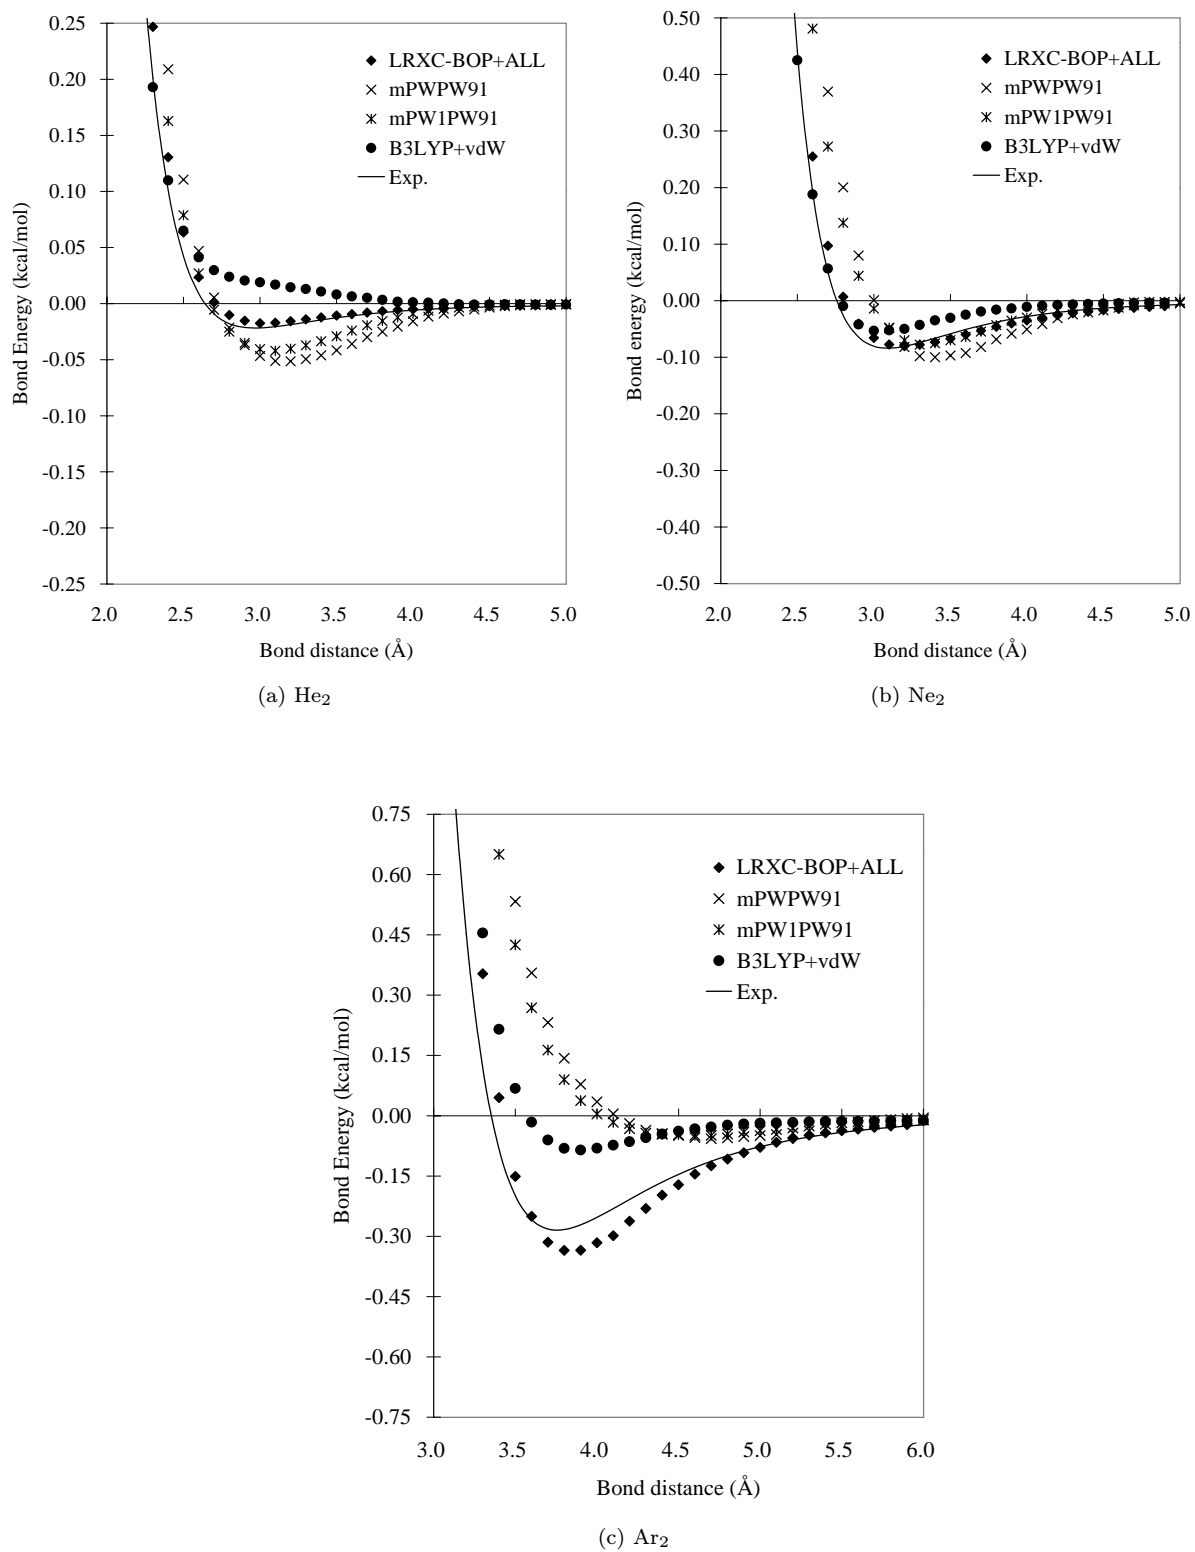 0.25
0.20
0.15
0.10
0.05
0.00
-0.05
-0.10
-0.15
-0.20
-0.25
Bond Energy (kcal/mol)
LRXC-BOP+ALL
mPWPW91
mPW1PW91
B3LYP+vdW
Exp.
2.0 2.5 3.0 3.5 4.0 4.5 5.0
Bond distance (Å)
(a) He₂
0.50
0.40
0.30
0.20
0.10
0.00
-0.10
-0.20
-0.30
-0.40
-0.50
Bond energy (kcal/mol)
LRXC-BOP+ALL
mPWPW91
mPW1PW91
B3LYP+vdW
Exp.
2.0 2.5 3.0 3.5 4.0 4.5 5.0
Bond distance (Å)
(b) Ne₂
0.75
0.60
0.45
0.30
0.15
0.00
-0.15
-0.30
-0.45
-0.60
-0.75
Bond Energy (kcal/mol)
LRXC-BOP+ALL
mPWPW91
mPW1PW91
B3LYP+vdW
Exp.
3.0 3.5 4.0 4.5 5.0 5.5 6.0
Bond distance (Å)
(c) Ar₂